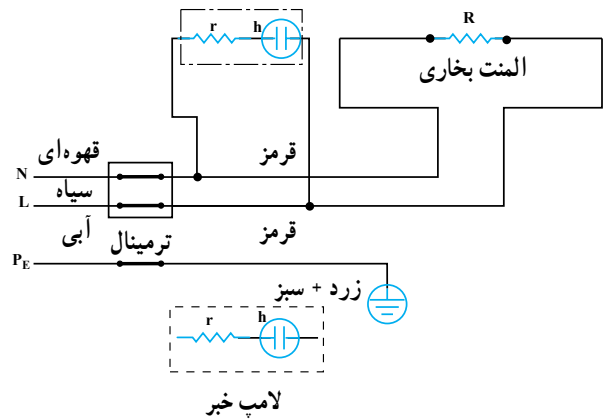 r h
R
المنت بخاری
قهوه‌ای
قرمز
N
سیاه
L
آبی
ترمینال
قرمز
PE
زرد + سبز
r h
لامپ خبر